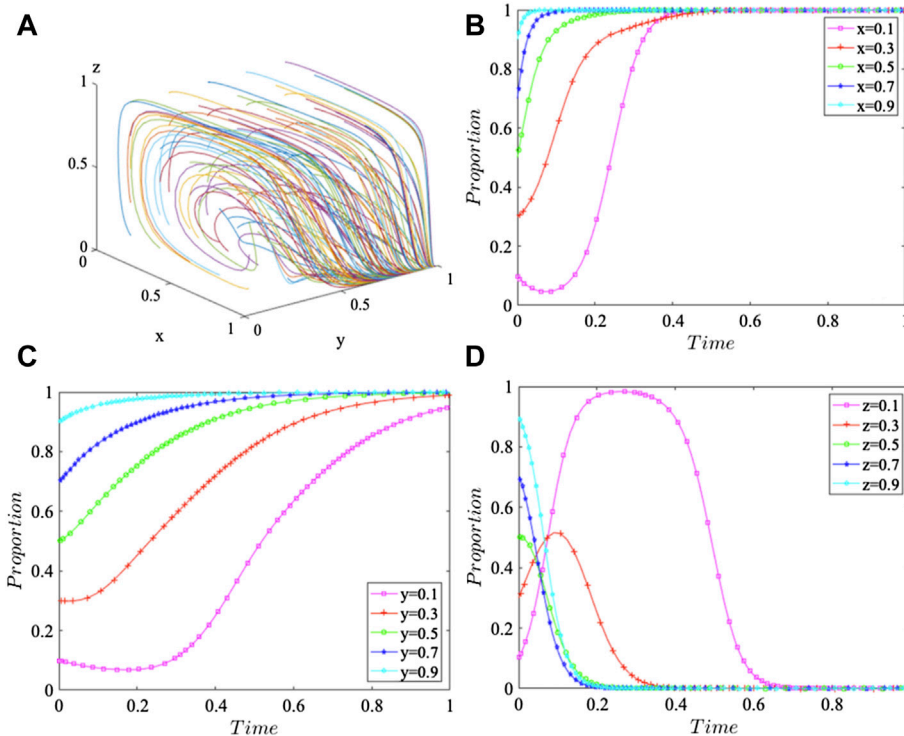 A
z
1
0.5
0
0
0.5
x
1
0
0.5
y
1
B
1
0.8
0.6
0.4
0.2
0
Proportion
0
0.2
0.4
0.6
0.8
1
Time
x=0.1
x=0.3
x=0.5
x=0.7
x=0.9
C
1
0.8
0.6
0.4
0.2
0
Proportion
0
0.2
0.4
0.6
0.8
1
Time
y=0.1
y=0.3
y=0.5
y=0.7
y=0.9
D
1
0.8
0.6
0.4
0.2
0
Proportion
0
0.2
0.4
0.6
0.8
Time
z=0.1
z=0.3
z=0.5
z=0.7
z=0.9